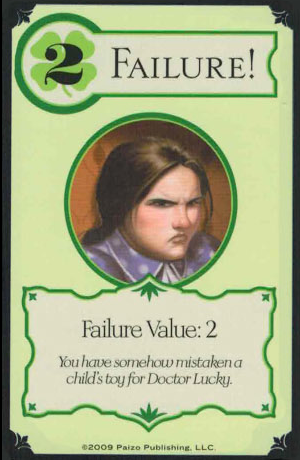 2 FAILURE!
Failure Value: 2
You have somehow mistaken a
child's toy for Doctor Lucky.
©2009 Paizo Publishing, LLC.